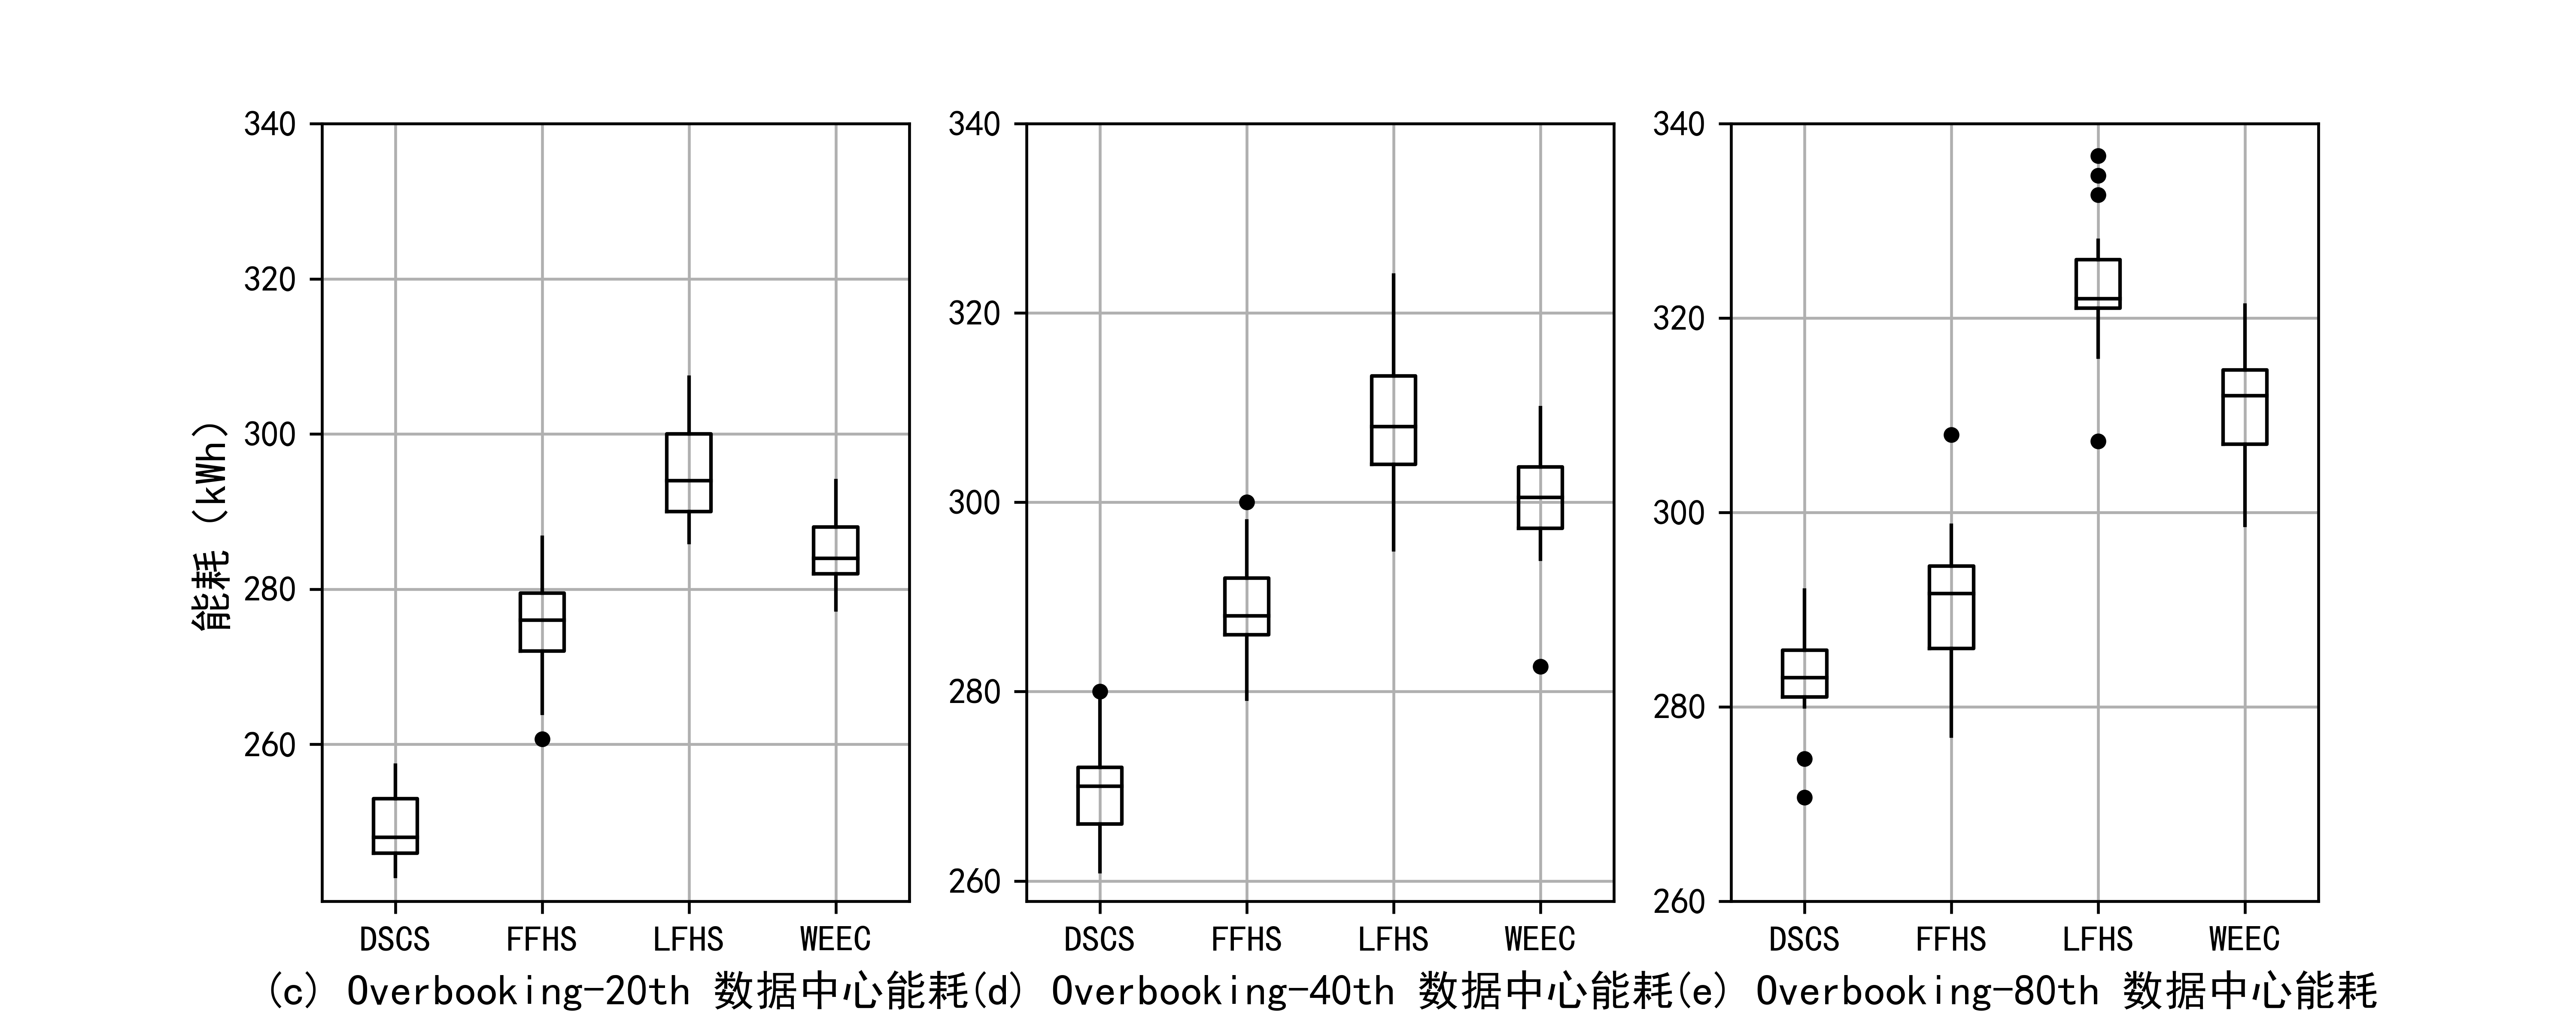 能耗 (kWh)
340
320
300
280
260
DSCS FFHS LFHS WEEC
(c) Overbooking-20th 数据中心能耗
340
320
300
280
260
DSCS FFHS LFHS WEEC
(d) Overbooking-40th 数据中心能耗
340
320
300
280
260
DSCS FFHS LFHS WEEC
(e) Overbooking-80th 数据中心能耗